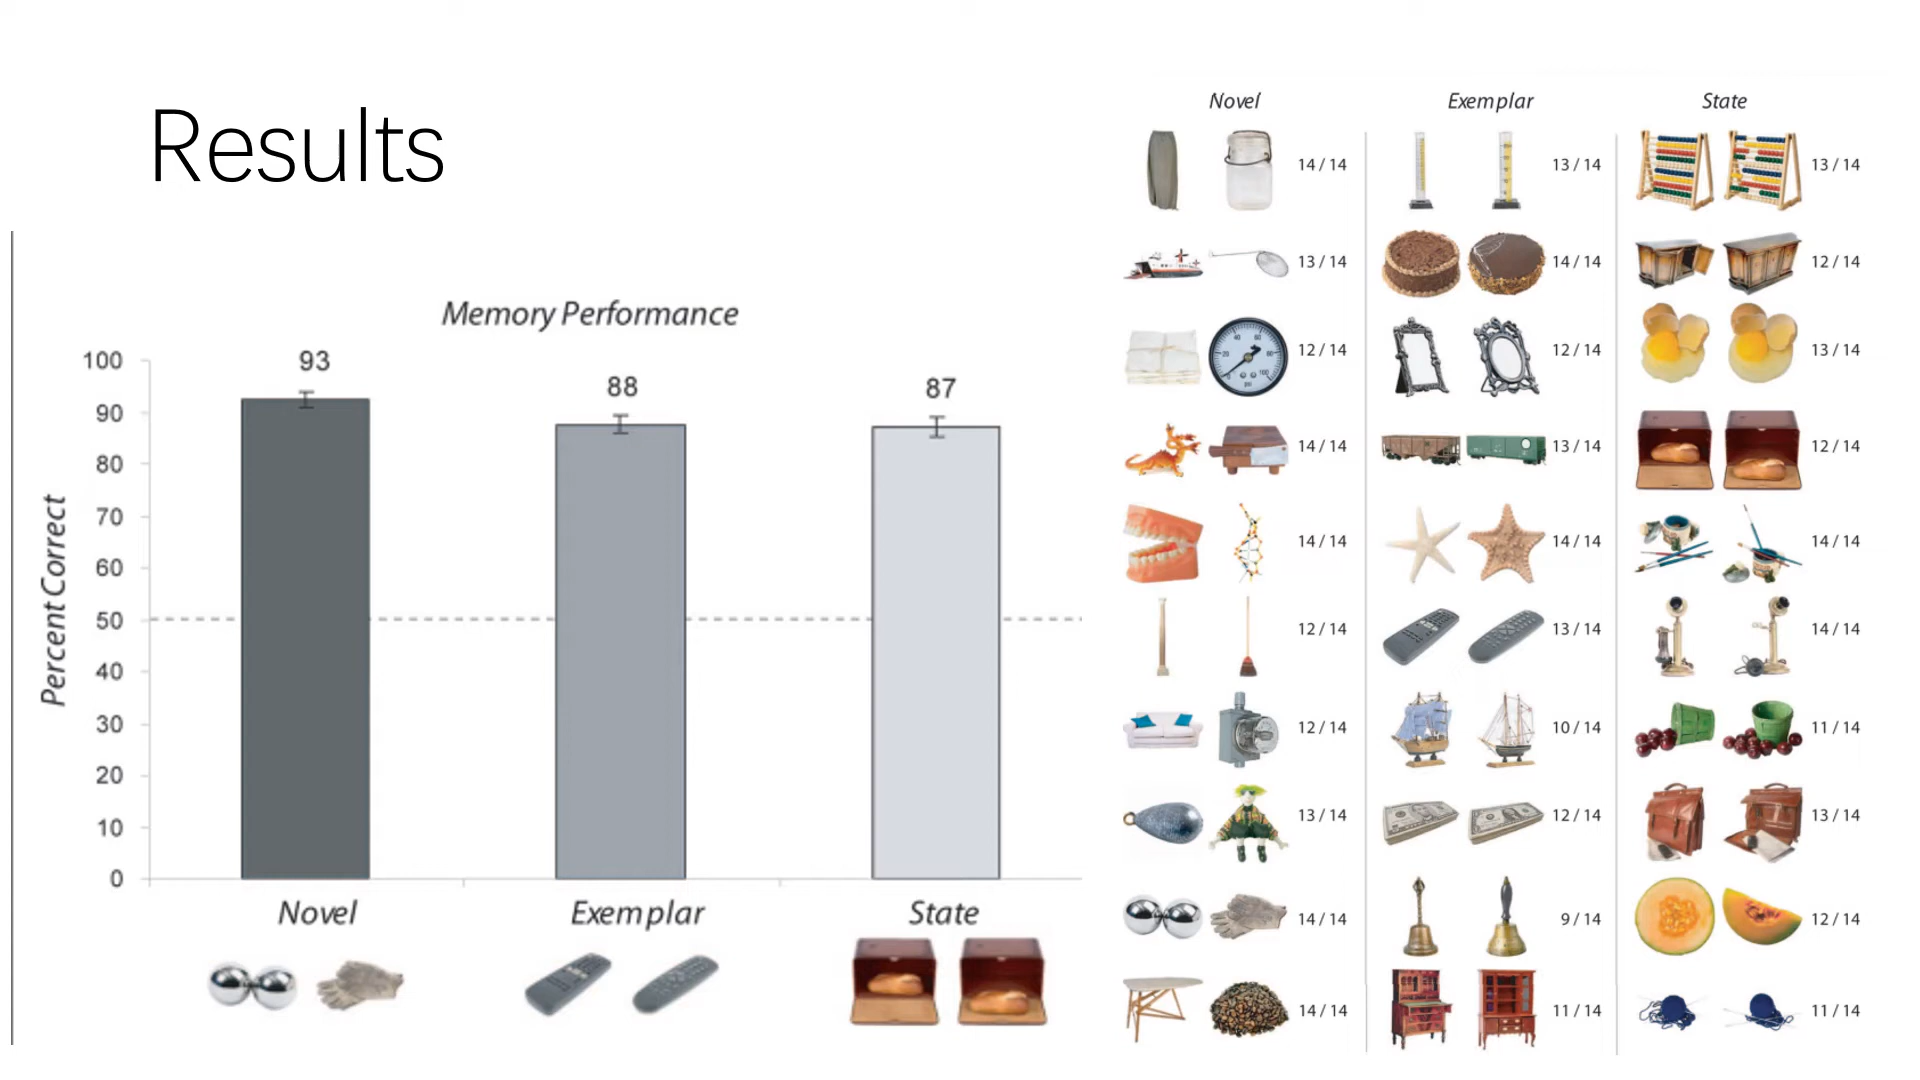 Results
Memory Performance
Percent Correct
100
90
80
70
60
50
40
30
20
10
0
93
88
87
Novel
Exemplar
State
Novel
Exemplar
State
14 / 14
13 / 14
13 / 14
13 / 14
14 / 14
12 / 14
12 / 14
12 / 14
13 / 14
14 / 14
13 / 14
12 / 14
14 / 14
14 / 14
14 / 14
12 / 14
13 / 14
14 / 14
12 / 14
10 / 14
11 / 14
13 / 14
12 / 14
13 / 14
14 / 14
9 / 14
12 / 14
14 / 14
11 / 14
11 / 14